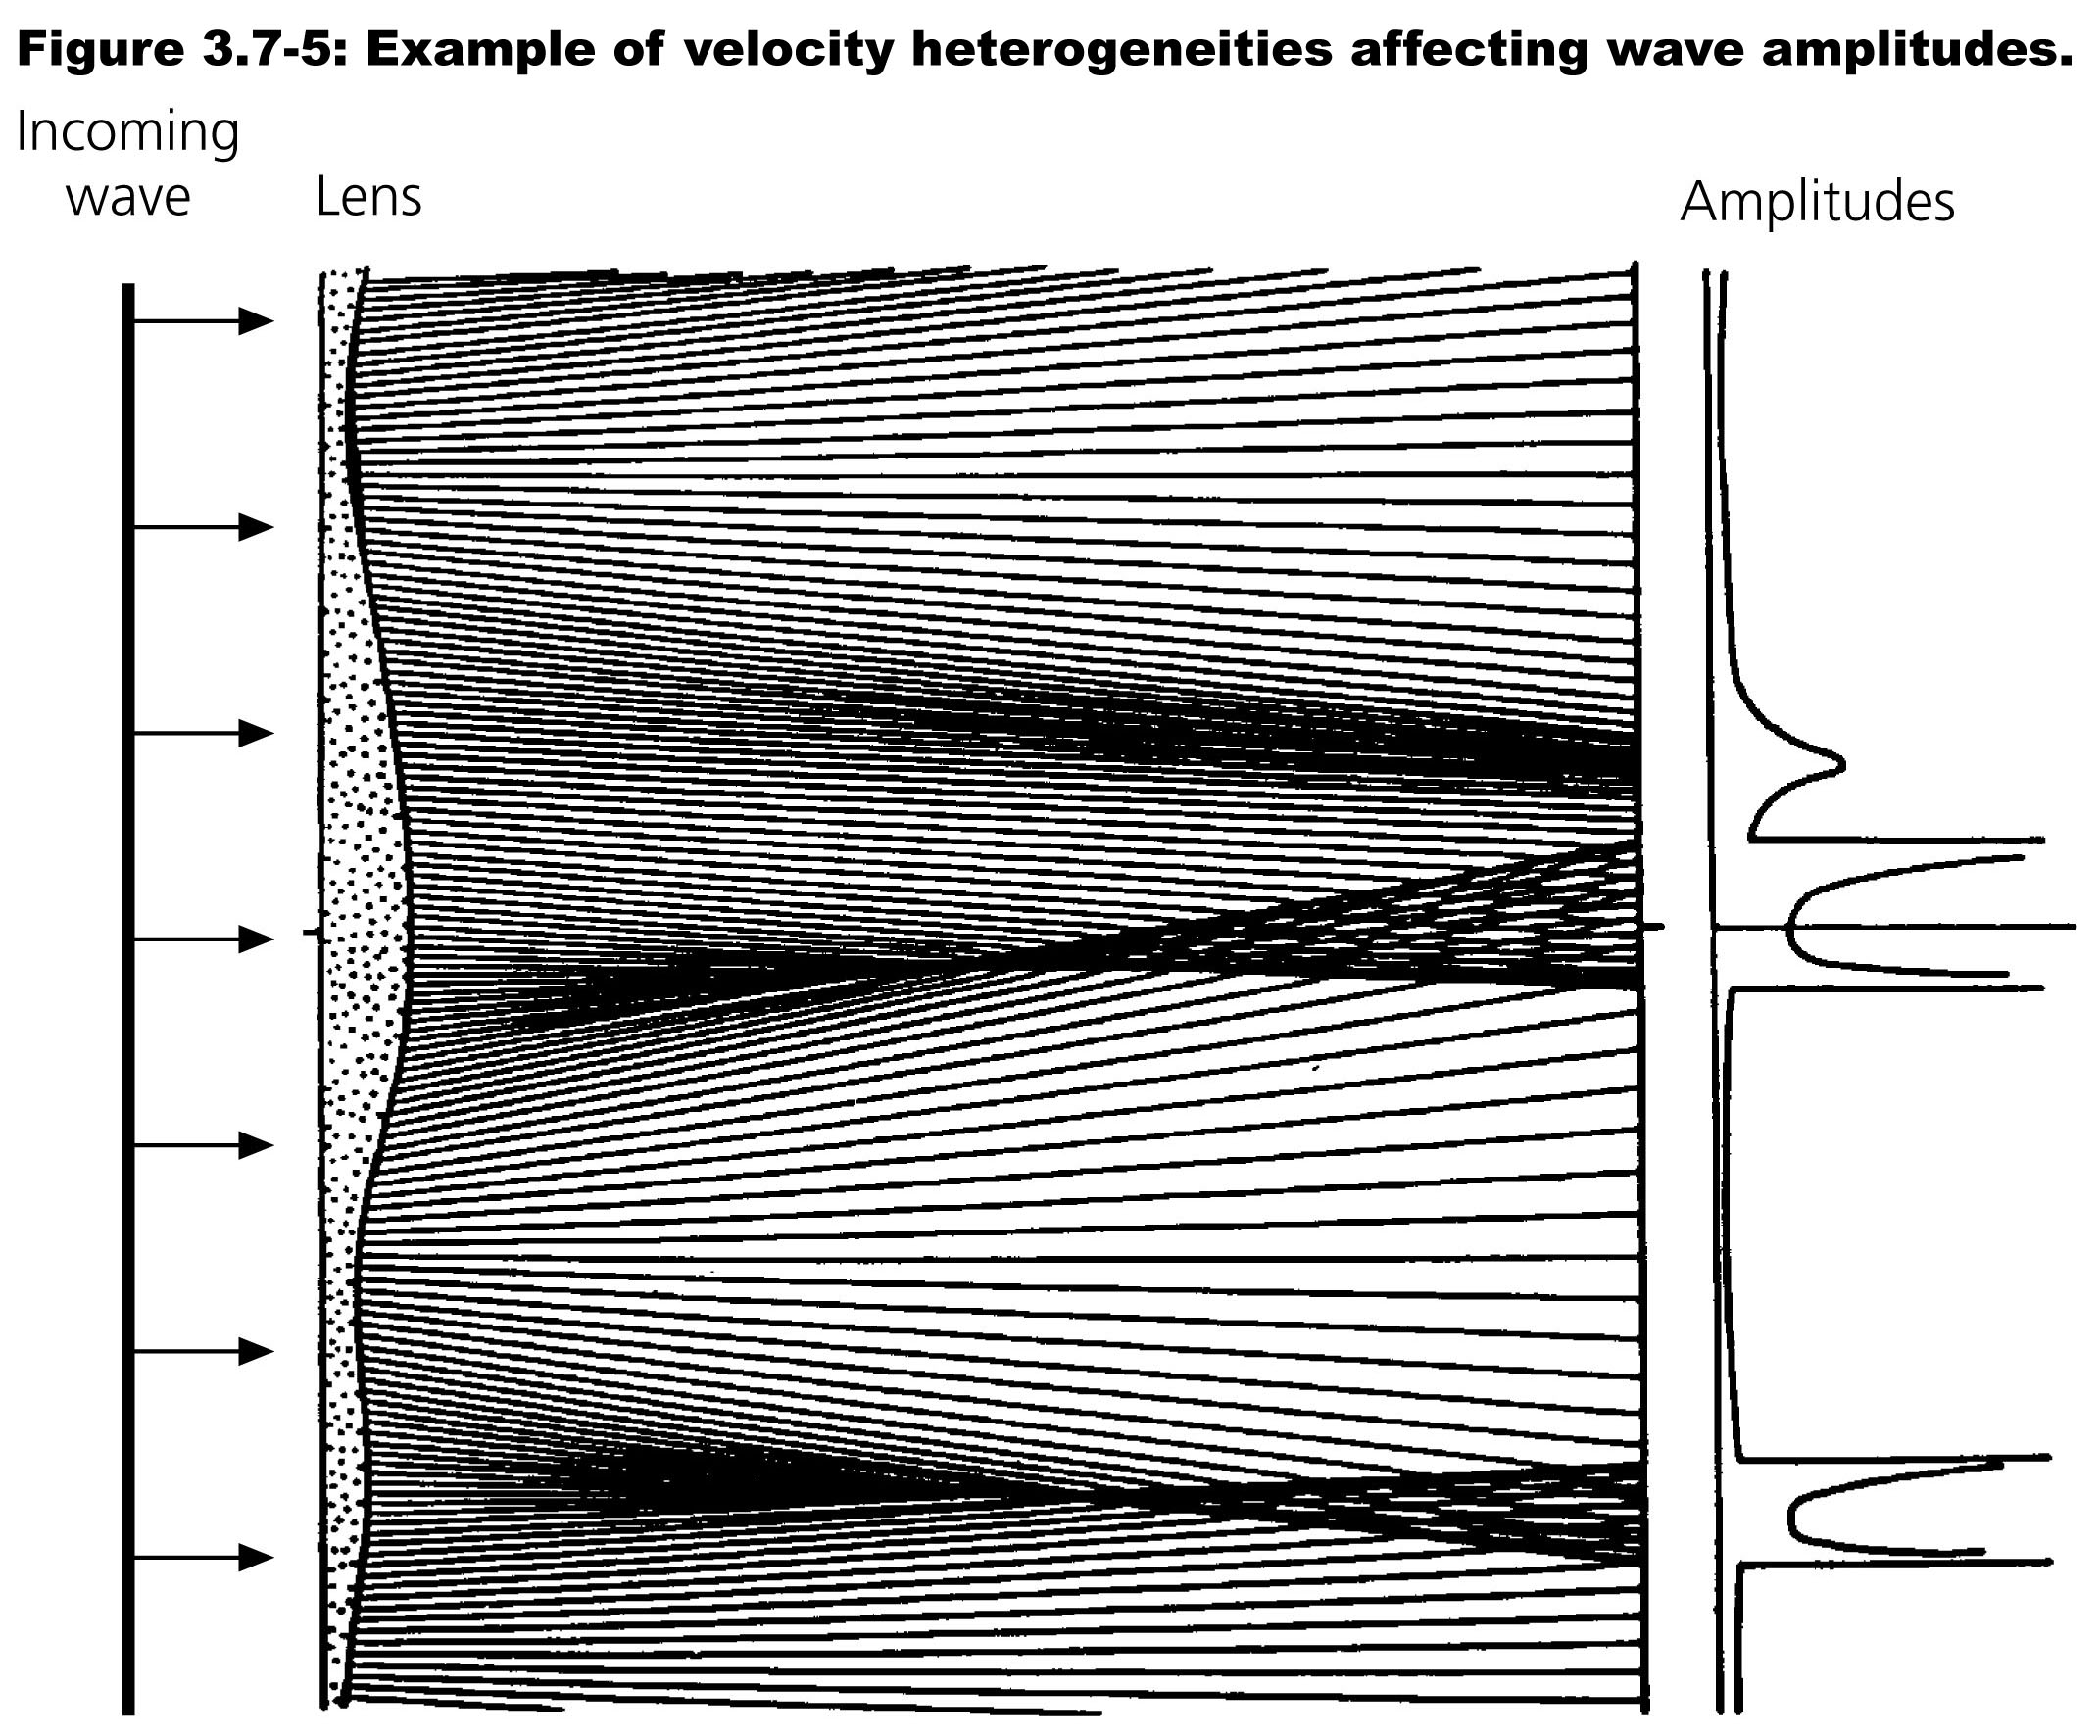 Figure 3.7-5: Example of velocity heterogeneities affecting wave amplitudes.
Incoming
wave
Lens
Amplitudes